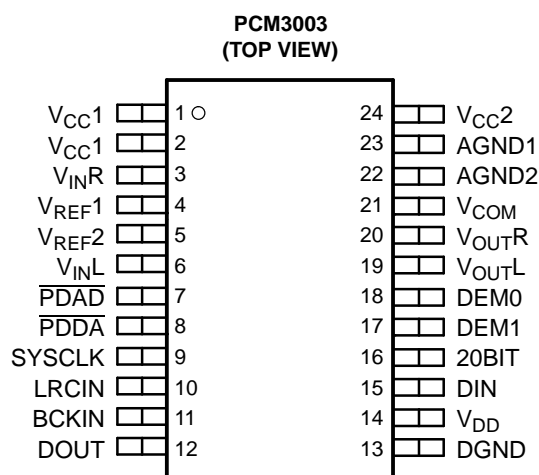 PCM3003
(TOP VIEW)
VCC1 1 24 VCC2
VCC1 2 23 AGND1
VINR 3 22 AGND2
VREF1 4 21 VCOM
VREF2 5 20 VOUTR
VINL 6 19 VOUTL
PDAD 7 18 DEM0
PDDA 8 17 DEM1
SYSCLK 9 16 20BIT
LRCIN 10 15 DIN
BCKIN 11 14 VDD
DOUT 12 13 DGND